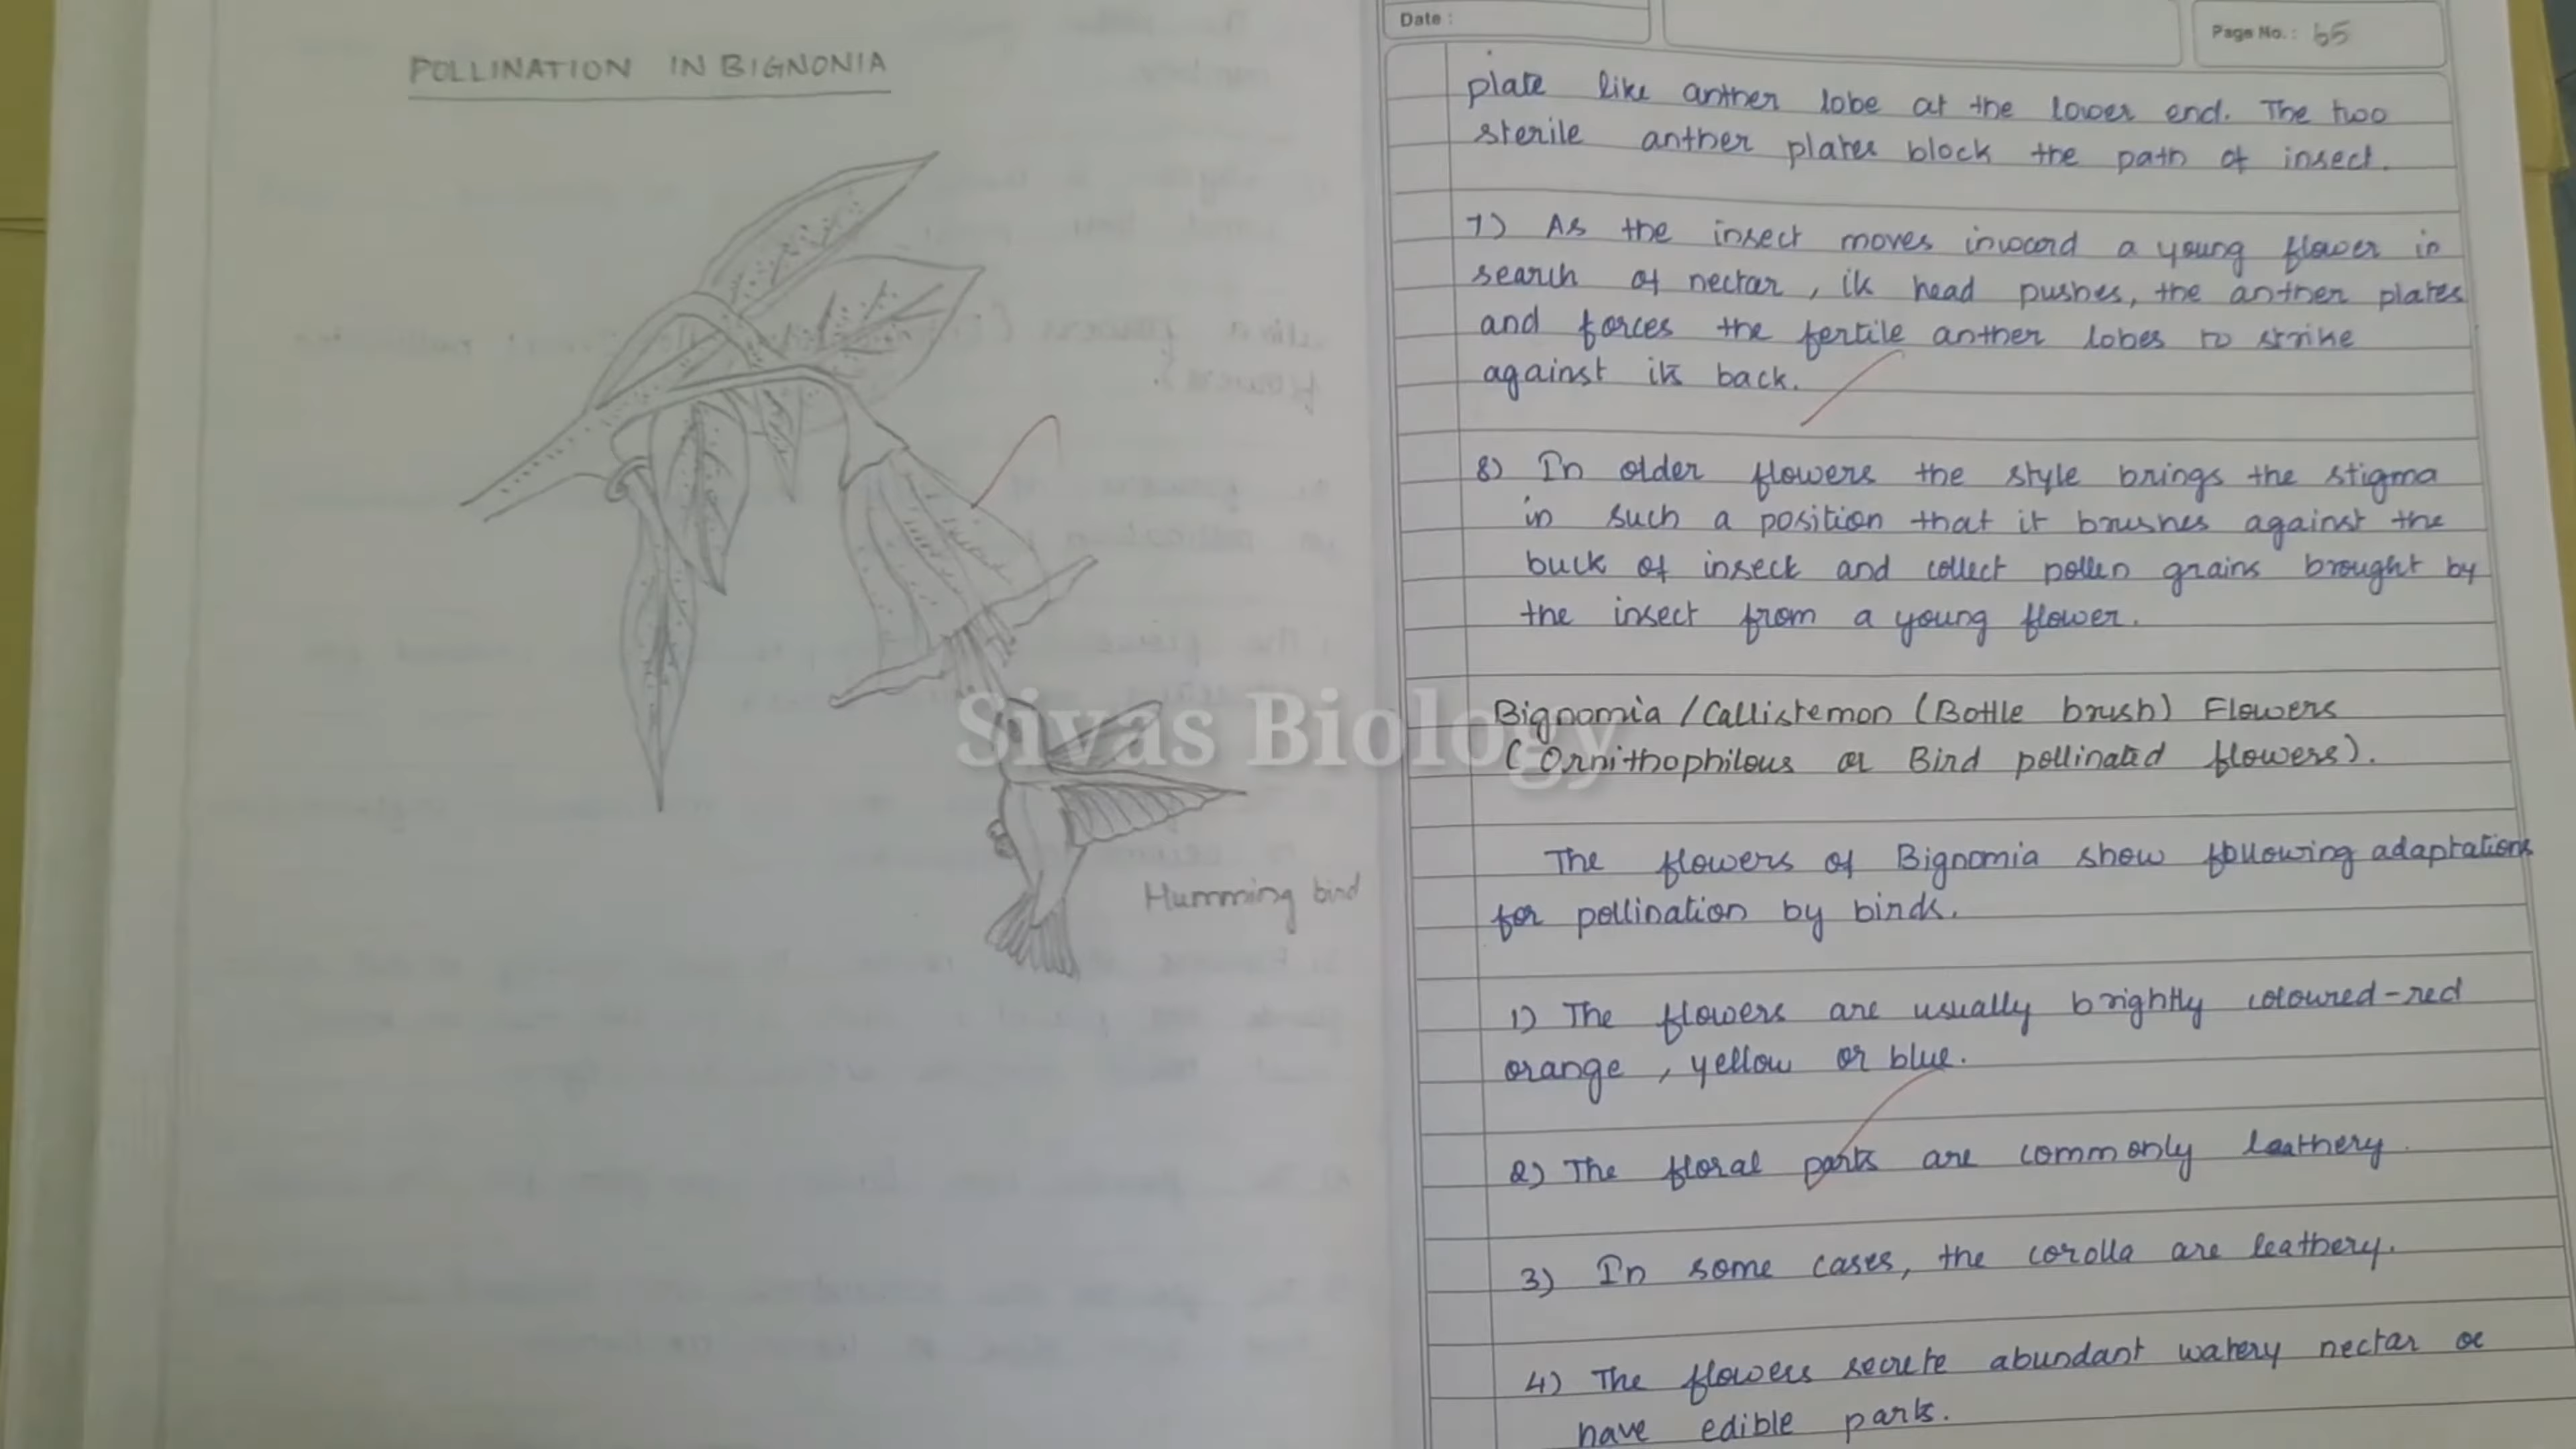 POLLINATION IN BIGNONIA
Humming bird
Sivas Biology
Date :
Page No. : 65
plate like anther lobe at the lower end. The two
sterile anther plates block the path of insect.
7) As the insect moves inward a young flower in
search of nectar, its head pushes, the anther plates
and forces the fertile anther lobes to strike
against its back.
8) In older flowers the style brings the stigma
in such a position that it brushes against the
buck of insect and collect pollen grains brought by
the insect from a young flower.
Bignomia / Callistemon (Bottle brush) Flowers
(Ornithophilous or Bird pollinated flowers).
The flowers of Bignomia show following adaptations
for pollination by birds.
1) The flowers are usually brightly coloured-red
orange, yellow or blue.
2) The floral parts are commonly leathery.
3) In some cases, the corolla are leathery.
4) The flowers secrete abundant watery nectar or
have edible parts.